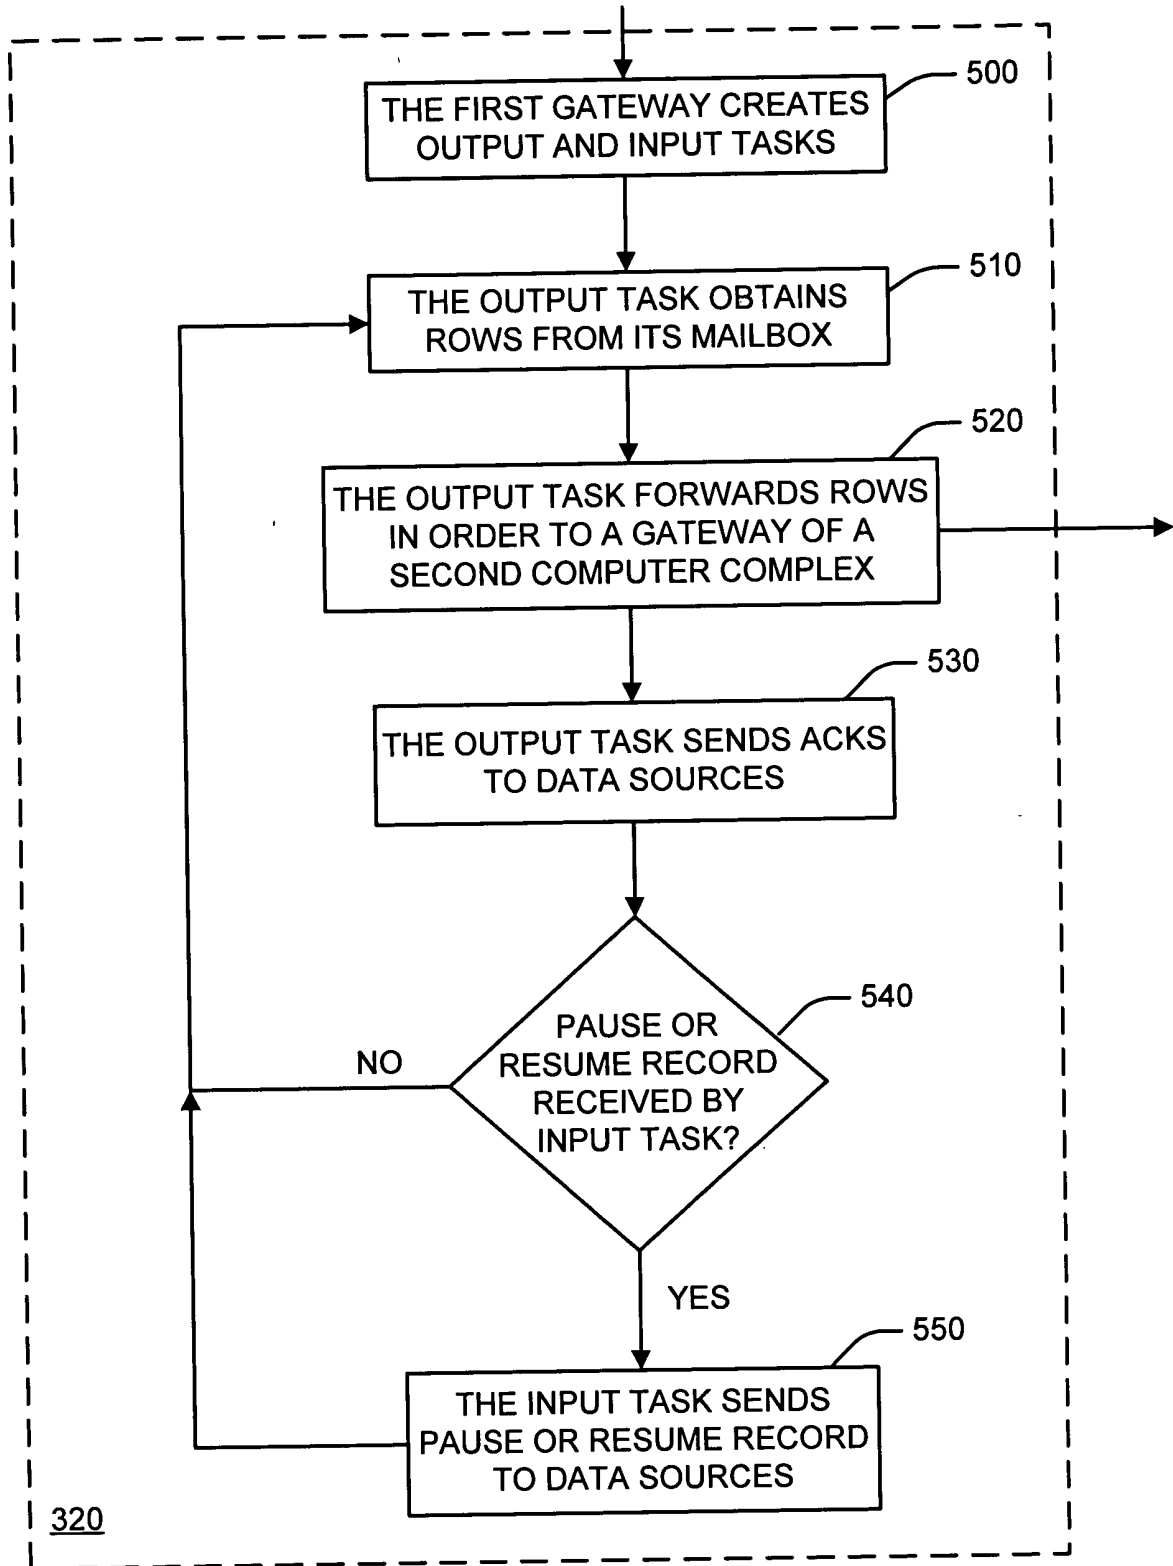 500
THE FIRST GATEWAY CREATES
OUTPUT AND INPUT TASKS
510
THE OUTPUT TASK OBTAINS
ROWS FROM ITS MAILBOX
520
THE OUTPUT TASK FORWARDS ROWS
IN ORDER TO A GATEWAY OF A
SECOND COMPUTER COMPLEX
530
THE OUTPUT TASK SENDS ACKS
TO DATA SOURCES
540
PAUSE OR
RESUME RECORD
RECEIVED BY
INPUT TASK?
NO
YES
550
THE INPUT TASK SENDS
PAUSE OR RESUME RECORD
TO DATA SOURCES
320